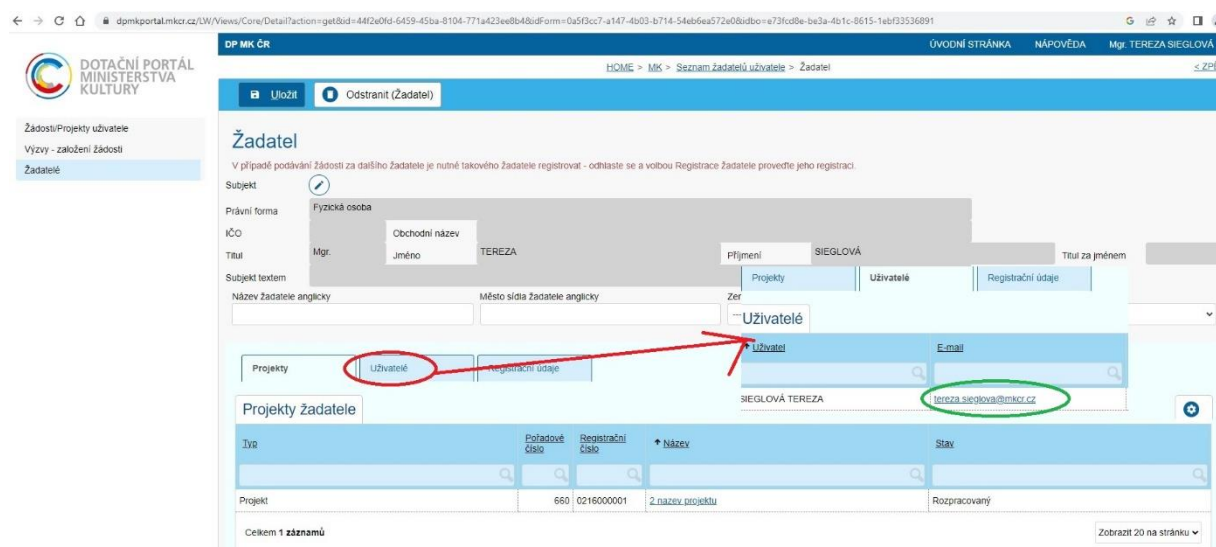 dpmkportal.mkcr.cz/LW/Views/Core/Detail?action=get&id=44f2e0fd-6459-45ba-8104-771a423ee8b4&idForm=0a5f3cc7-a147-4b03-b714-54eb6ea572e0&idbo=e73fcd8e-be3a-4b1c-8615-1ebf33536891
DP MK ČR ÚVODNÍ STRÁNKA NÁPOVĚDA Mgr. TEREZA SIEGLOVÁ
DOTAČNÍ PORTÁL
MINISTERSTVA
KULTURY
HOME > MK > Seznam žadatelů uživatele > Žadatel
Uložit Odstranit (Žadatel)
Žádosti/Projekty uživatele
Výzvy - založení žádosti
Žadatelé
Žadatel
V případě podávání žádosti za dalšího žadatele je nutné takového žadatele registrovat - odhlaste se a volbou Registrace žadatele proveďte jeho registraci.
Subjekt
Právní forma Fyzická osoba
IČO Obchodní název
Titul Mgr. Jméno TEREZA Příjmení SIEGLOVÁ Titul za jménem
Subjekt textem
Název žadatele anglicky Město sídla žadatele anglicky
Projekty Uživatelé Registrační údaje
Uživatelé
Uživatel E-mail
SIEGLOVÁ TEREZA tereza.sieglova@mkcr.cz
Projekty Uživatelé Registrační údaje
Projekty žadatele
Typ Pořadové číslo Registrační číslo Název Stav
Projekt 660 0216000001 2 nazev projektu Rozpracovaný
Celkem 1 záznamů Zobrazit 20 na stránku